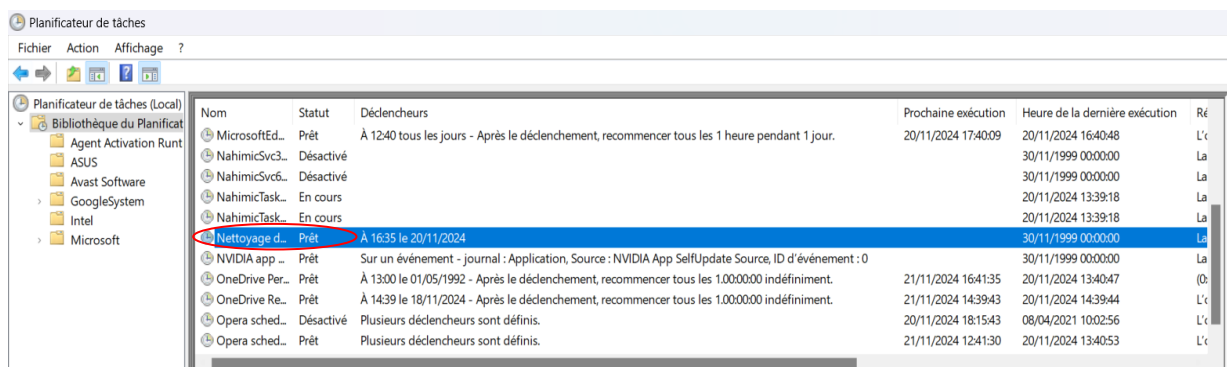 Planificateur de tâches
Fichier Action Affichage ?
Planificateur de tâches (Local)
Bibliothèque du Planificat
Agent Activation Runt
ASUS
Avast Software
GoogleSystem
Intel
Microsoft
Nom Statut Déclencheurs Prochaine exécution Heure de la dernière exécution Ré
MicrosoftEd... Prêt À 12:40 tous les jours - Après le déclenchement, recommencer tous les 1 heure pendant 1 jour. 20/11/2024 17:40:09 20/11/2024 16:40:48 L'o
NahimicSvc3... Désactivé 30/11/1999 00:00:00 La
NahimicSvc6... Désactivé 30/11/1999 00:00:00 La
NahimicTask... En cours 20/11/2024 13:39:18 La
NahimicTask... En cours 20/11/2024 13:39:18 La
Nettoyage d... Prêt À 16:35 le 20/11/2024 30/11/1999 00:00:00 La
NVIDIA app ... Prêt Sur un événement - journal : Application, Source : NVIDIA App SelfUpdate Source, ID d'événement : 0 30/11/1999 00:00:00 La
OneDrive Per... Prêt À 13:00 le 01/05/1992 - Après le déclenchement, recommencer tous les 1.00:00:00 indéfiniment. 21/11/2024 16:41:35 20/11/2024 13:40:47 (0:
OneDrive Re... Prêt À 14:39 le 18/11/2024 - Après le déclenchement, recommencer tous les 1.00:00:00 indéfiniment. 21/11/2024 14:39:43 20/11/2024 14:39:44 L'o
Opera sched... Désactivé Plusieurs déclencheurs sont définis. 20/11/2024 18:15:43 08/04/2021 10:02:56 L'o
Opera sched... Prêt Plusieurs déclencheurs sont définis. 21/11/2024 12:41:30 20/11/2024 13:40:53 L'o